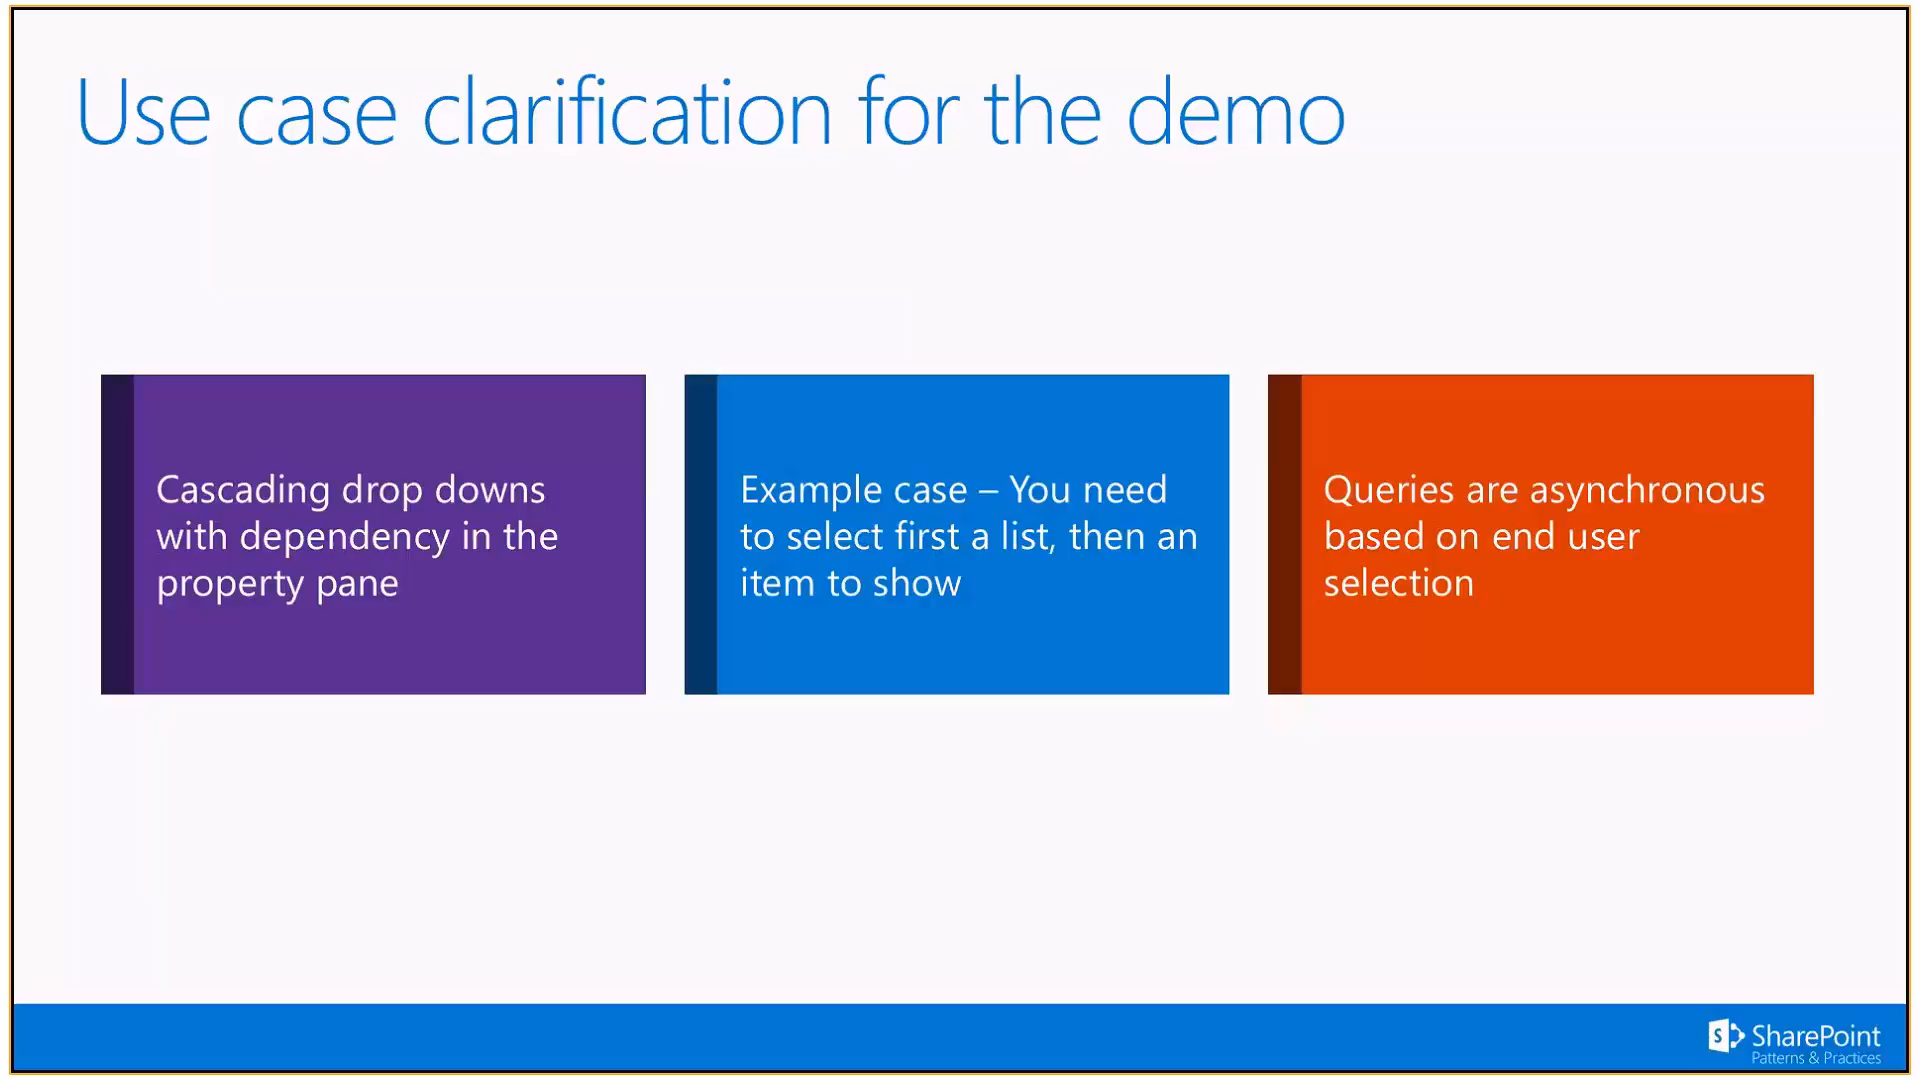 Use case clarification for the demo
Cascading drop downs
with dependency in the
property pane
Example case – You need
to select first a list, then an
item to show
Queries are asynchronous
based on end user
selection
SharePoint
Patterns & Practices